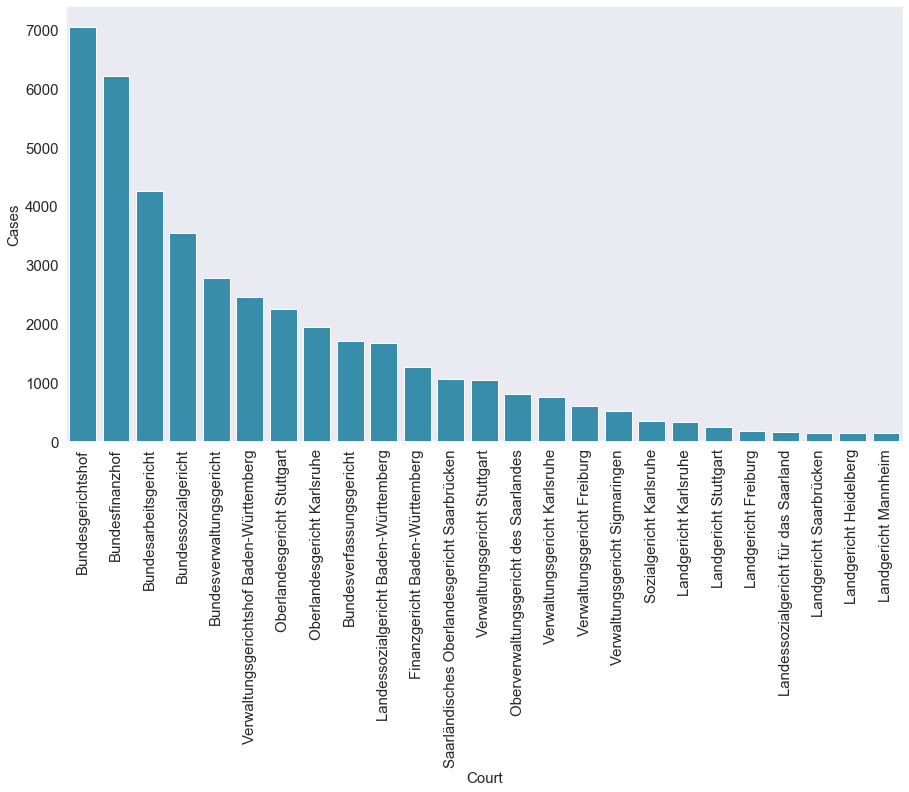 7000
6000
5000
4000
3000
2000
1000
0
Cases
Bundesgerichtshof
Bundesfinanzhof
Bundesarbeitsgericht
Bundessozialgericht
Bundesverwaltungsgericht
Verwaltungsgerichtshof Baden-Württemberg
Oberlandesgericht Stuttgart
Oberlandesgericht Karlsruhe
Bundesverfassungsgericht
Landessozialgericht Baden-Württemberg
Finanzgericht Baden-Württemberg
Saarländisches Oberlandesgericht Saarbrücken
Verwaltungsgericht Stuttgart
Oberverwaltungsgericht des Saarlandes
Verwaltungsgericht Karlsruhe
Verwaltungsgericht Freiburg
Verwaltungsgericht Sigmaringen
Sozialgericht Karlsruhe
Landgericht Karlsruhe
Landgericht Stuttgart
Landgericht Freiburg
Landessozialgericht für das Saarland
Landgericht Saarbrücken
Landgericht Heidelberg
Landgericht Mannheim
Court